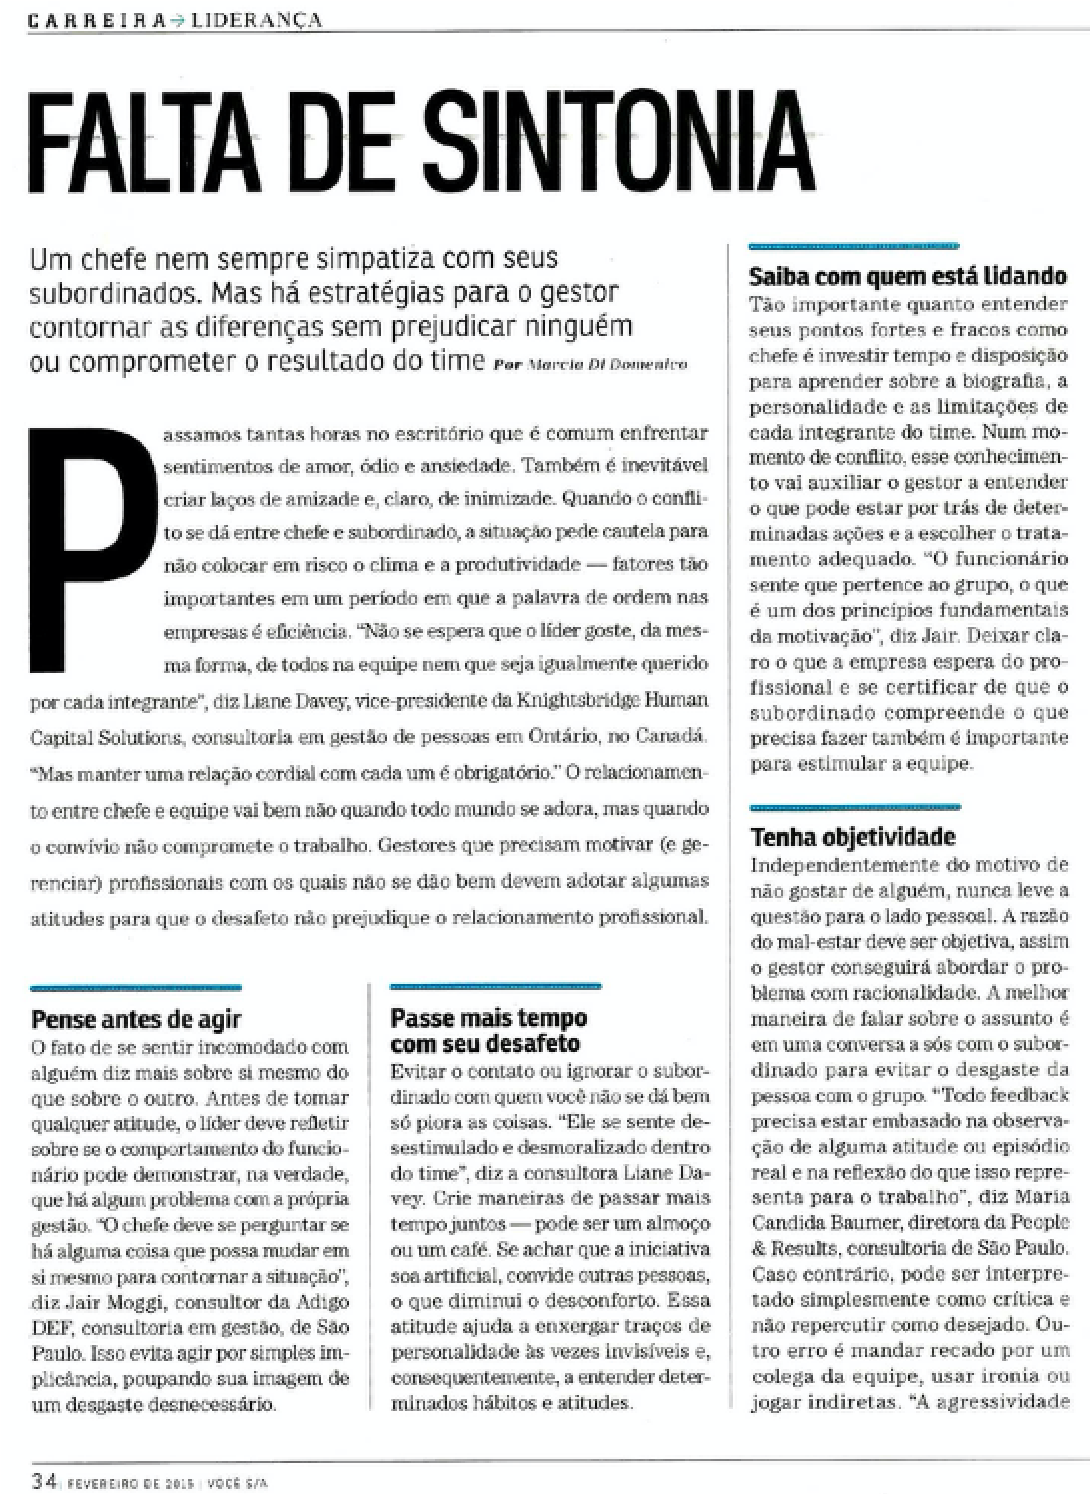 CARREIRA→LIDERANÇA
FALTA DE SINTONIA
Um chefe nem sempre simpatiza com seus
subordinados. Mas há estratégias para o gestor
contornar as diferenças sem prejudicar ninguém
ou comprometer o resultado do time Por Marcia Di Domenico
Passamos tantas horas no escritório que é comum enfrentar
sentimentos de amor, ódio e ansiedade. Também é inevitável
criar laços de amizade e, claro, de inimizade. Quando o confli-
to se dá entre chefe e subordinado, a situação pede cautela para
não colocar em risco o clima e a produtividade — fatores tão
importantes em um período em que a palavra de ordem nas
empresas é eficiência. “Não se espera que o líder goste, da mes-
ma forma, de todos na equipe nem que seja igualmente querido
por cada integrante”, diz Liane Davey, vice-presidente da Knightsbridge Human
Capital Solutions, consultoria em gestão de pessoas em Ontário, no Canadá.
“Mas manter uma relação cordial com cada um é obrigatório.” O relacionamen-
to entre chefe e equipe vai bem não quando todo mundo se adora, mas quando
o convívio não compromete o trabalho. Gestores que precisam motivar (e ge-
renciar) profissionais com os quais não se dão bem devem adotar algumas
atitudes para que o desafeto não prejudique o relacionamento profissional.
Pense antes de agir
O fato de se sentir incomodado com
alguém diz mais sobre si mesmo do
que sobre o outro. Antes de tomar
qualquer atitude, o líder deve refletir
sobre se o comportamento do funcio-
nário pode demonstrar, na verdade,
que há algum problema com a própria
gestão. “O chefe deve se perguntar se
há alguma coisa que possa mudar em
si mesmo para contornar a situação”,
diz Jair Moggi, consultor da Adigo
DEF, consultoria em gestão, de São
Paulo. Isso evita agir por simples im-
plicância, poupando sua imagem de
um desgaste desnecessário.
Passe mais tempo
com seu desafeto
Evitar o contato ou ignorar o subor-
dinado com quem você não se dá bem
só piora as coisas. “Ele se sente de-
sestimulado e desmoralizado dentro
do time”, diz a consultora Liane Da-
vey. Crie maneiras de passar mais
tempo juntos — pode ser um almoço
ou um café. Se achar que a iniciativa
soa artificial, convide outras pessoas,
o que diminui o desconforto. Essa
atitude ajuda a enxergar traços de
personalidade às vezes invisíveis e,
consequentemente, a entender deter-
minados hábitos e atitudes.
Saiba com quem está lidando
Tão importante quanto entender
seus pontos fortes e fracos como
chefe é investir tempo e disposição
para aprender sobre a biografia, a
personalidade e as limitações de
cada integrante do time. Num mo-
mento de conflito, esse conhecimen-
to vai auxiliar o gestor a entender
o que pode estar por trás de deter-
minadas ações e a escolher o trata-
mento adequado. “O funcionário
sente que pertence ao grupo, o que
é um dos princípios fundamentais
da motivação”, diz Jair. Deixar cla-
ro o que a empresa espera do pro-
fissional e se certificar de que o
subordinado compreende o que
precisa fazer também é importante
para estimular a equipe.
Tenha objetividade
Independentemente do motivo de
não gostar de alguém, nunca leve a
questão para o lado pessoal. A razão
do mal-estar deve ser objetiva, assim
o gestor conseguirá abordar o pro-
blema com racionalidade. A melhor
maneira de falar sobre o assunto é
em uma conversa a sós com o subor-
dinado para evitar o desgaste da
pessoa com o grupo. “Todo feedback
precisa estar embasado na observa-
ção de alguma atitude ou episódio
real e na reflexão do que isso repre-
senta para o trabalho”, diz Maria
Candida Baumer, diretora da People
& Results, consultoria de São Paulo.
Caso contrário, pode ser interpre-
tado simplesmente como crítica e
não repercutir como desejado. Ou-
tro erro é mandar recado por um
colega da equipe, usar ironia ou
jogar indiretas. “A agressividade
34 | FEVEREIRO DE 2015 | VOCÊ S/A